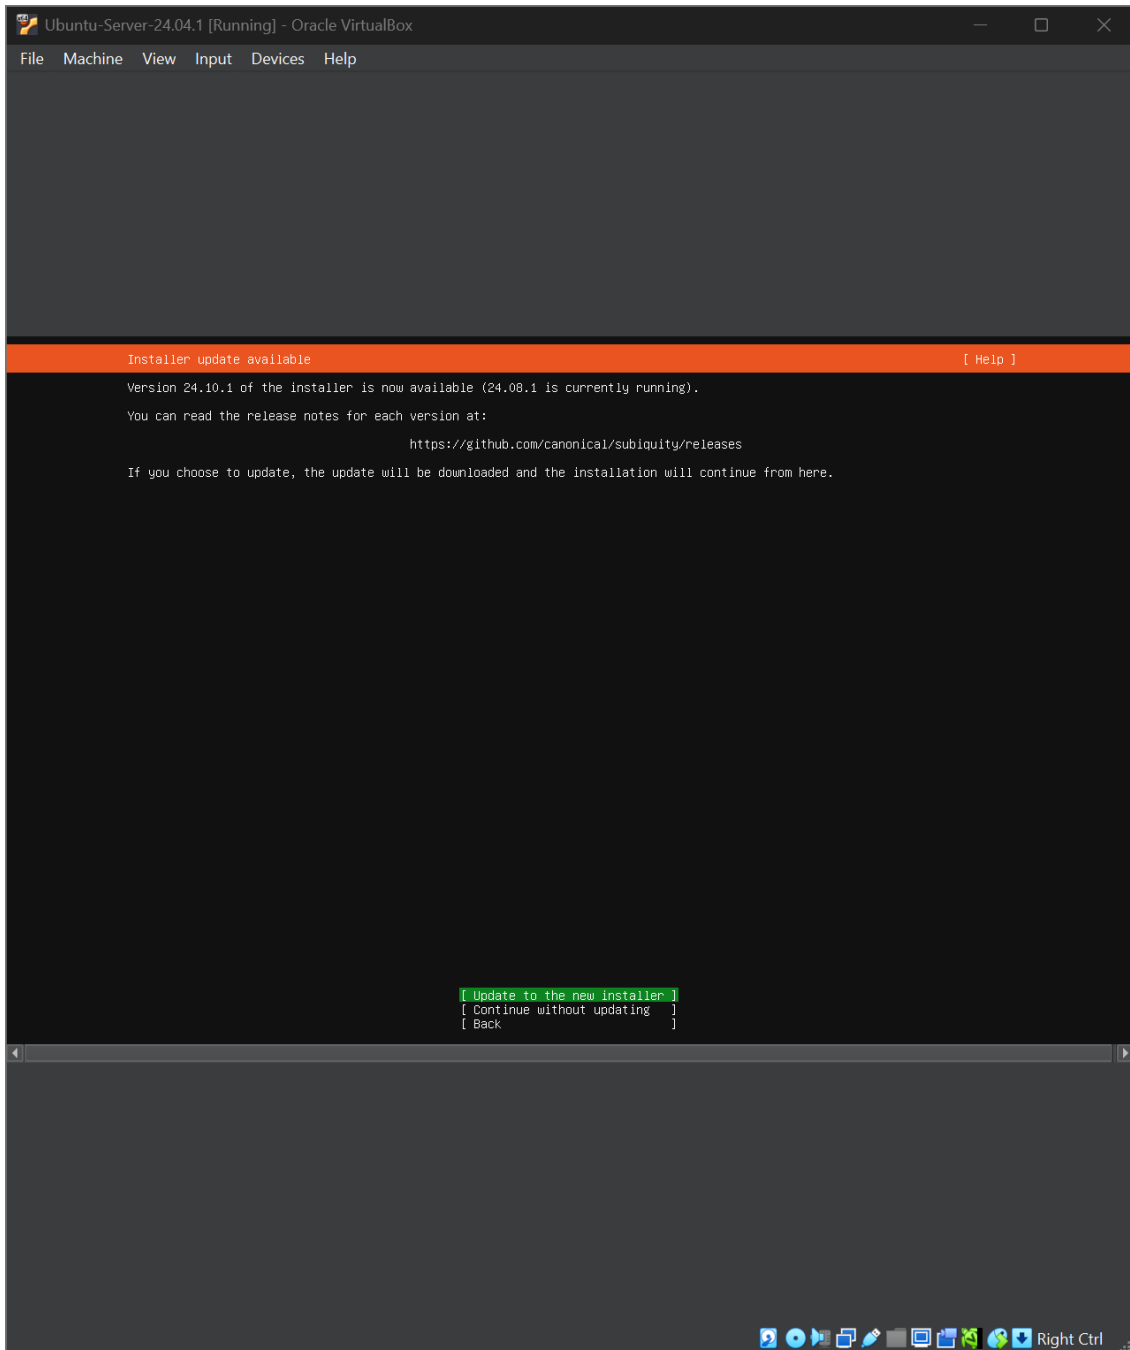 Ubuntu-Server-24.04.1 [Running] - Oracle VirtualBox
File Machine View Input Devices Help
Installer update available [ Help ]
Version 24.10.1 of the installer is now available (24.08.1 is currently running).
You can read the release notes for each version at:
https://github.com/canonical/subiquity/releases
If you choose to update, the update will be downloaded and the installation will continue from here.
[ Update to the new installer ]
[ Continue without updating ]
[ Back ]
Right Ctrl